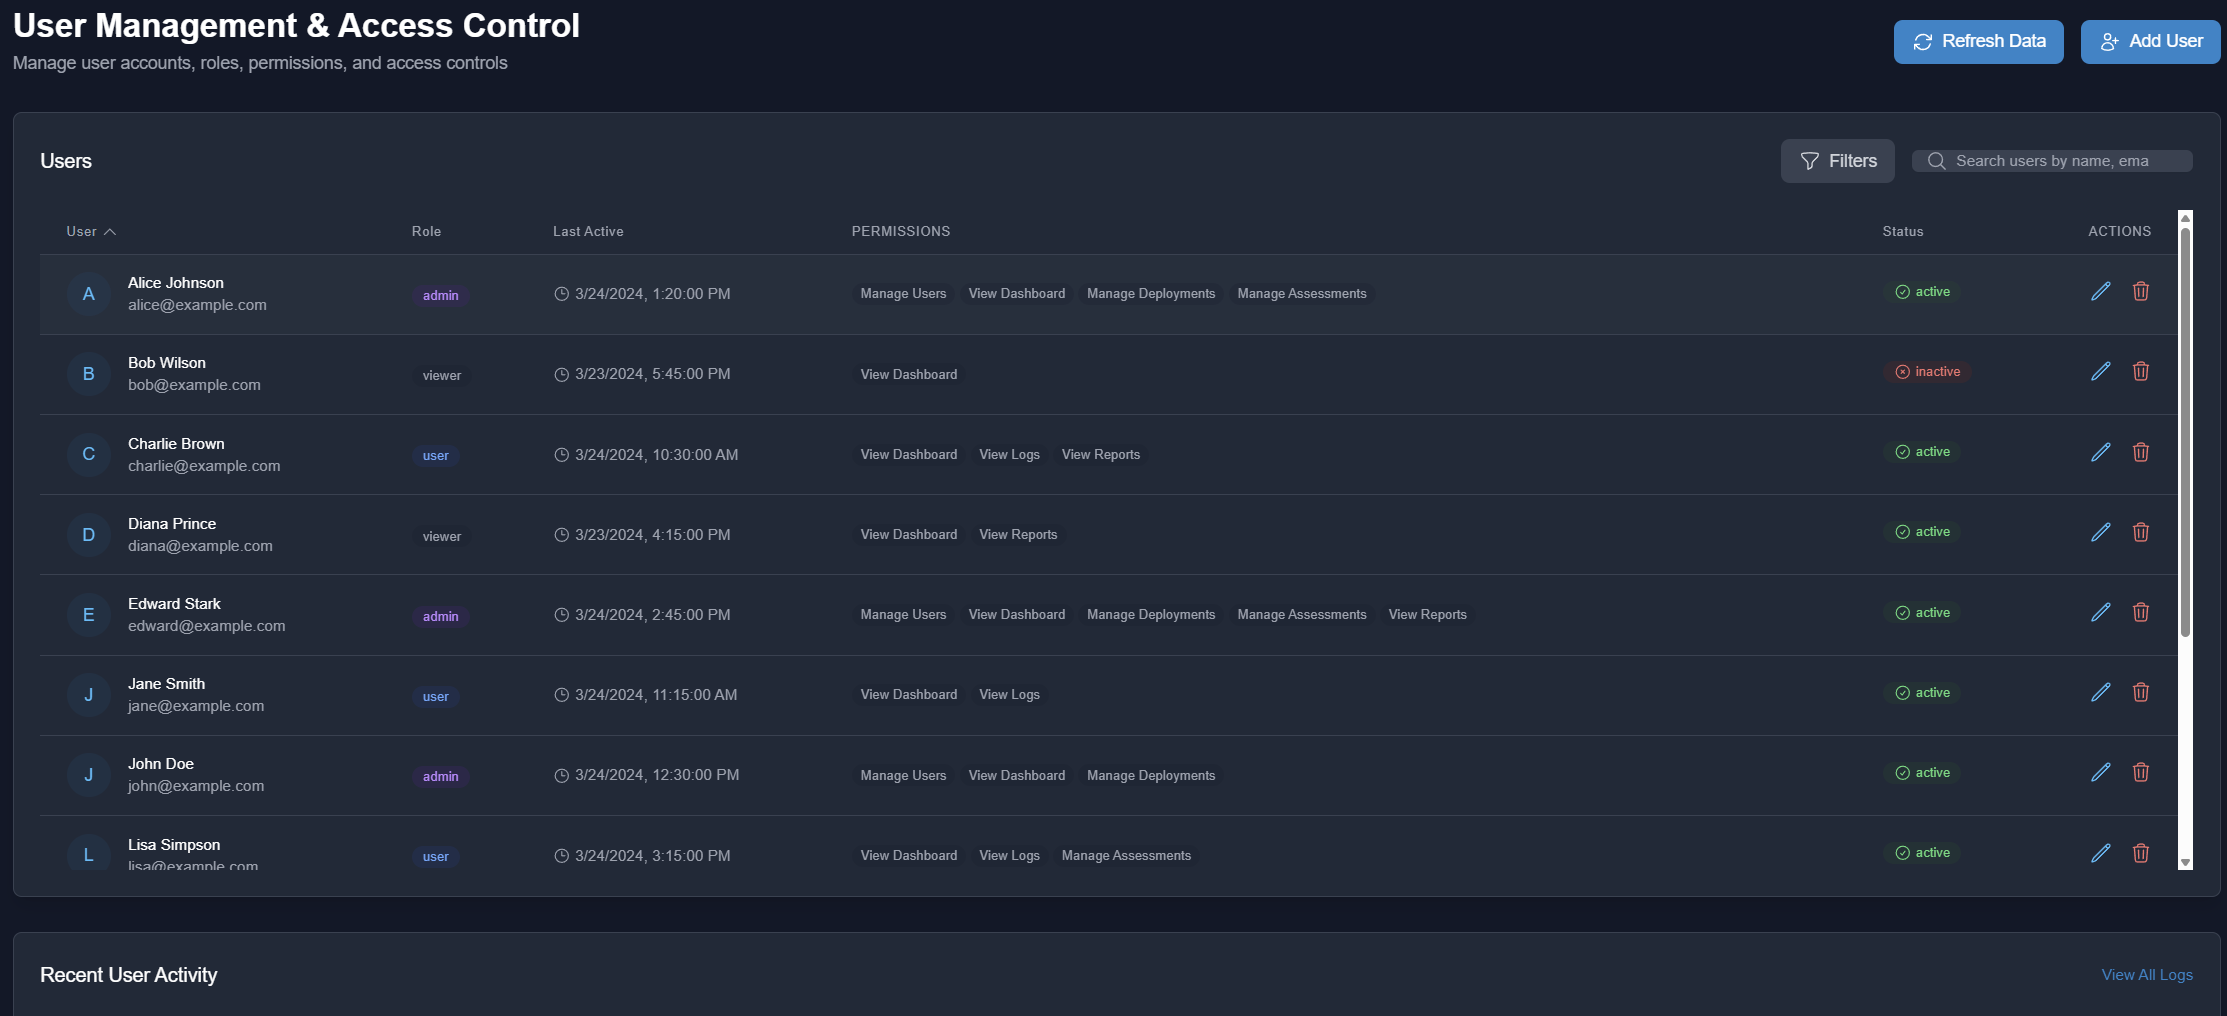 User Management & Access Control
Manage user accounts, roles, permissions, and access controls
Refresh Data
Add User
Users
Filters
Search users by name, ema
User Role Last Active PERMISSIONS Status ACTIONS
A Alice Johnson
alice@example.com
admin 3/24/2024, 1:20:00 PM Manage Users View Dashboard Manage Deployments Manage Assessments active
B Bob Wilson
bob@example.com
viewer 3/23/2024, 5:45:00 PM View Dashboard inactive
C Charlie Brown
charlie@example.com
user 3/24/2024, 10:30:00 AM View Dashboard View Logs View Reports active
D Diana Prince
diana@example.com
viewer 3/23/2024, 4:15:00 PM View Dashboard View Reports active
E Edward Stark
edward@example.com
admin 3/24/2024, 2:45:00 PM Manage Users View Dashboard Manage Deployments Manage Assessments View Reports active
J Jane Smith
jane@example.com
user 3/24/2024, 11:15:00 AM View Dashboard View Logs active
J John Doe
john@example.com
admin 3/24/2024, 12:30:00 PM Manage Users View Dashboard Manage Deployments active
L Lisa Simpson
lisa@example.com
user 3/24/2024, 3:15:00 PM View Dashboard View Logs Manage Assessments active
Recent User Activity
View All Logs